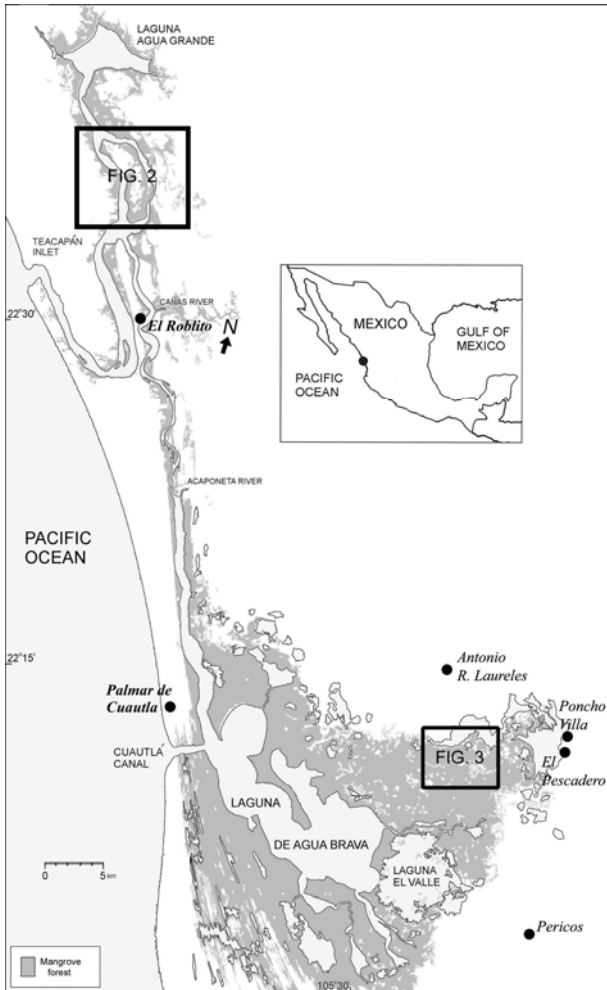 LAGUNA
AGUA GRANDE
FIG. 2
TEACAPÁN
INLET
CAÑAS RIVER
22°30'
El Roblito
N
MEXICO
GULF OF
MEXICO
PACIFIC
OCEAN
ACAPONETA RIVER
PACIFIC
OCEAN
22°15'
Antonio
R. Laureles
Palmar de
Cuautla
Poncho
Villa
CUAUTLA
CANAL
FIG. 3
El
Pescadero
LAGUNA
DE AGUA BRAVA
LAGUNA
EL VALLE
0 5
km
Pericos
Mangrove
forest
105°30'